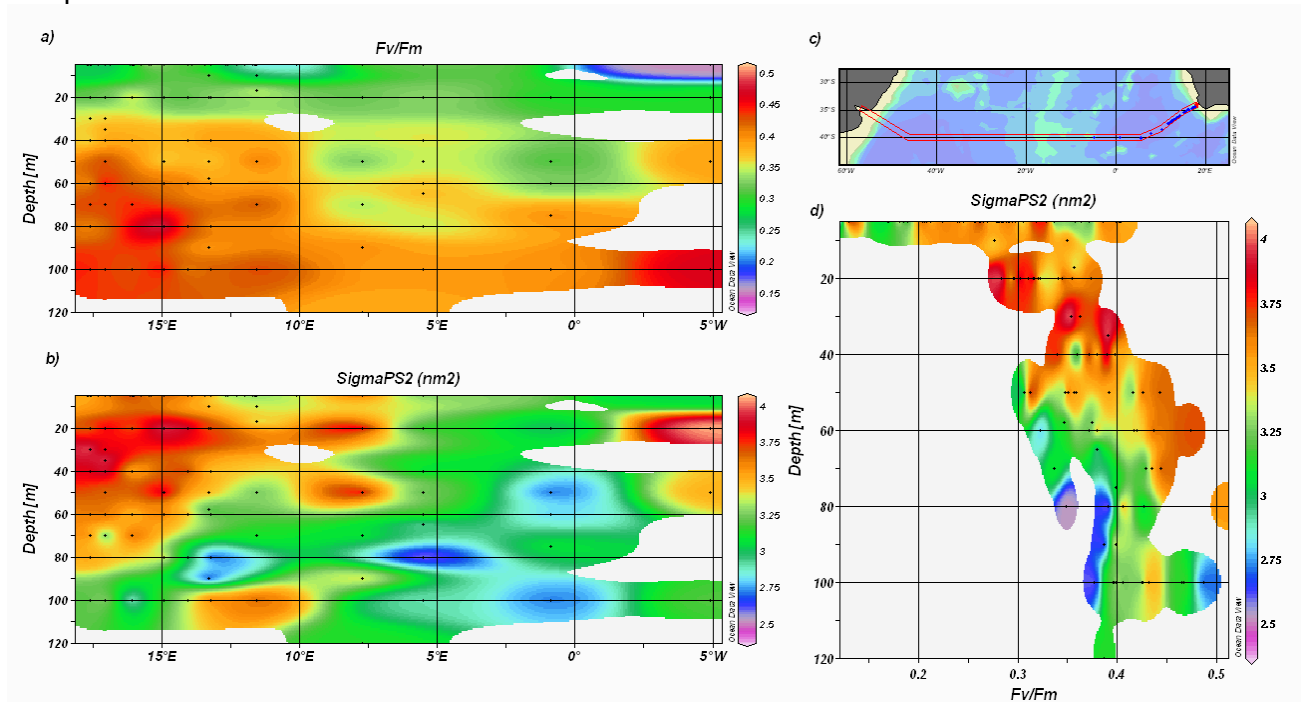 a)
Fv/Fm
Depth [m]
20
40
60
80
100
120
15°E
10°E
5°E
0°
5°W
0.5
0.45
0.4
0.35
0.3
0.25
0.2
0.15
Ocean Data View
b)
SigmaPS2 (nm2)
Depth [m]
20
40
60
80
100
120
15°E
10°E
5°E
0°
5°W
4
3.75
3.5
3.25
3
2.75
2.5
Ocean Data View
c)
30°S
35°S
40°S
60°W
40°W
20°W
0°
20°E
Ocean Data View
d)
SigmaPS2 (nm2)
Depth [m]
20
40
60
80
100
120
0.2
0.3
0.4
0.5
Fv/Fm
4
3.75
3.5
3.25
3
2.75
2.5
Ocean Data View